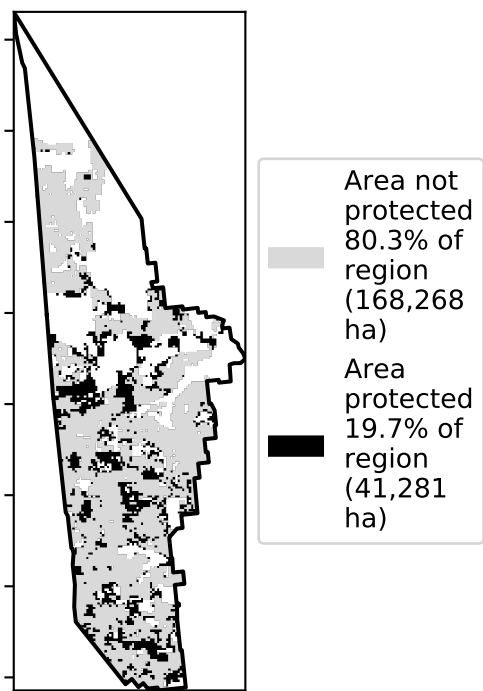 Area not
protected
80.3% of
region
(168,268
ha)
Area
protected
19.7% of
region
(41,281
ha)